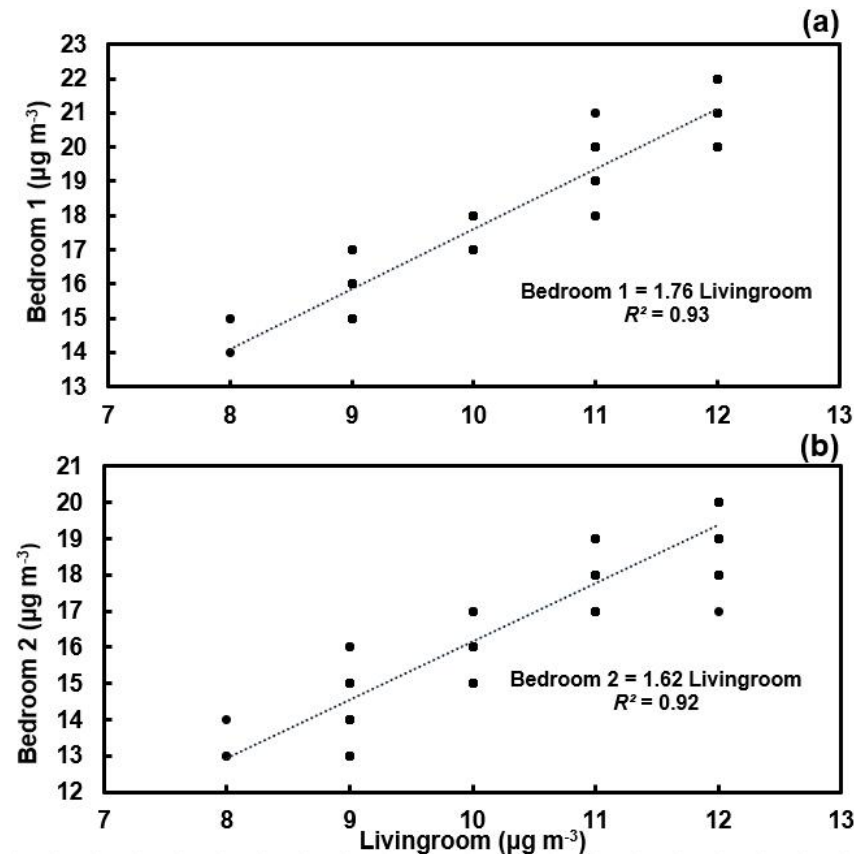 (a)
23
22
21
20
19
18
17
16
15
14
13
Bedroom 1 (µg m⁻³)
Bedroom 1 = 1.76 Livingroom
R² = 0.93
7 8 9 10 11 12 13
(b)
21
20
19
18
17
16
15
14
13
12
Bedroom 2 (µg m⁻³)
Bedroom 2 = 1.62 Livingroom
R² = 0.92
7 8 9 10 11 12 13
Livingroom (µg m⁻³)